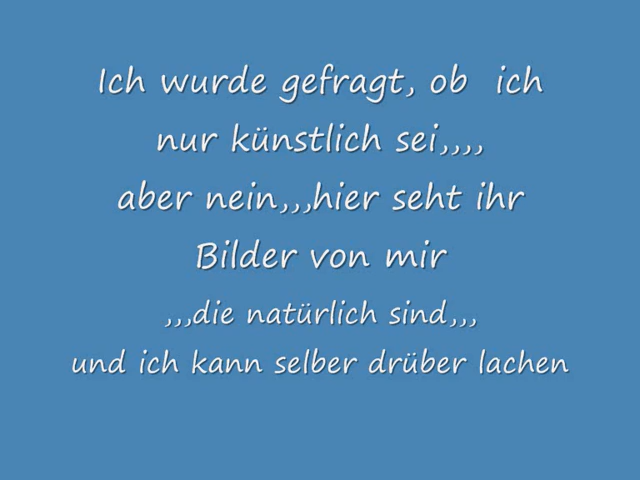 Ich wurde gefragt, ob  ich
nur künstlich sei,,,,
aber nein,,,hier seht ihr
Bilder von mir
,,,die natürlich sind,,,
und ich kann selber drüber lachen